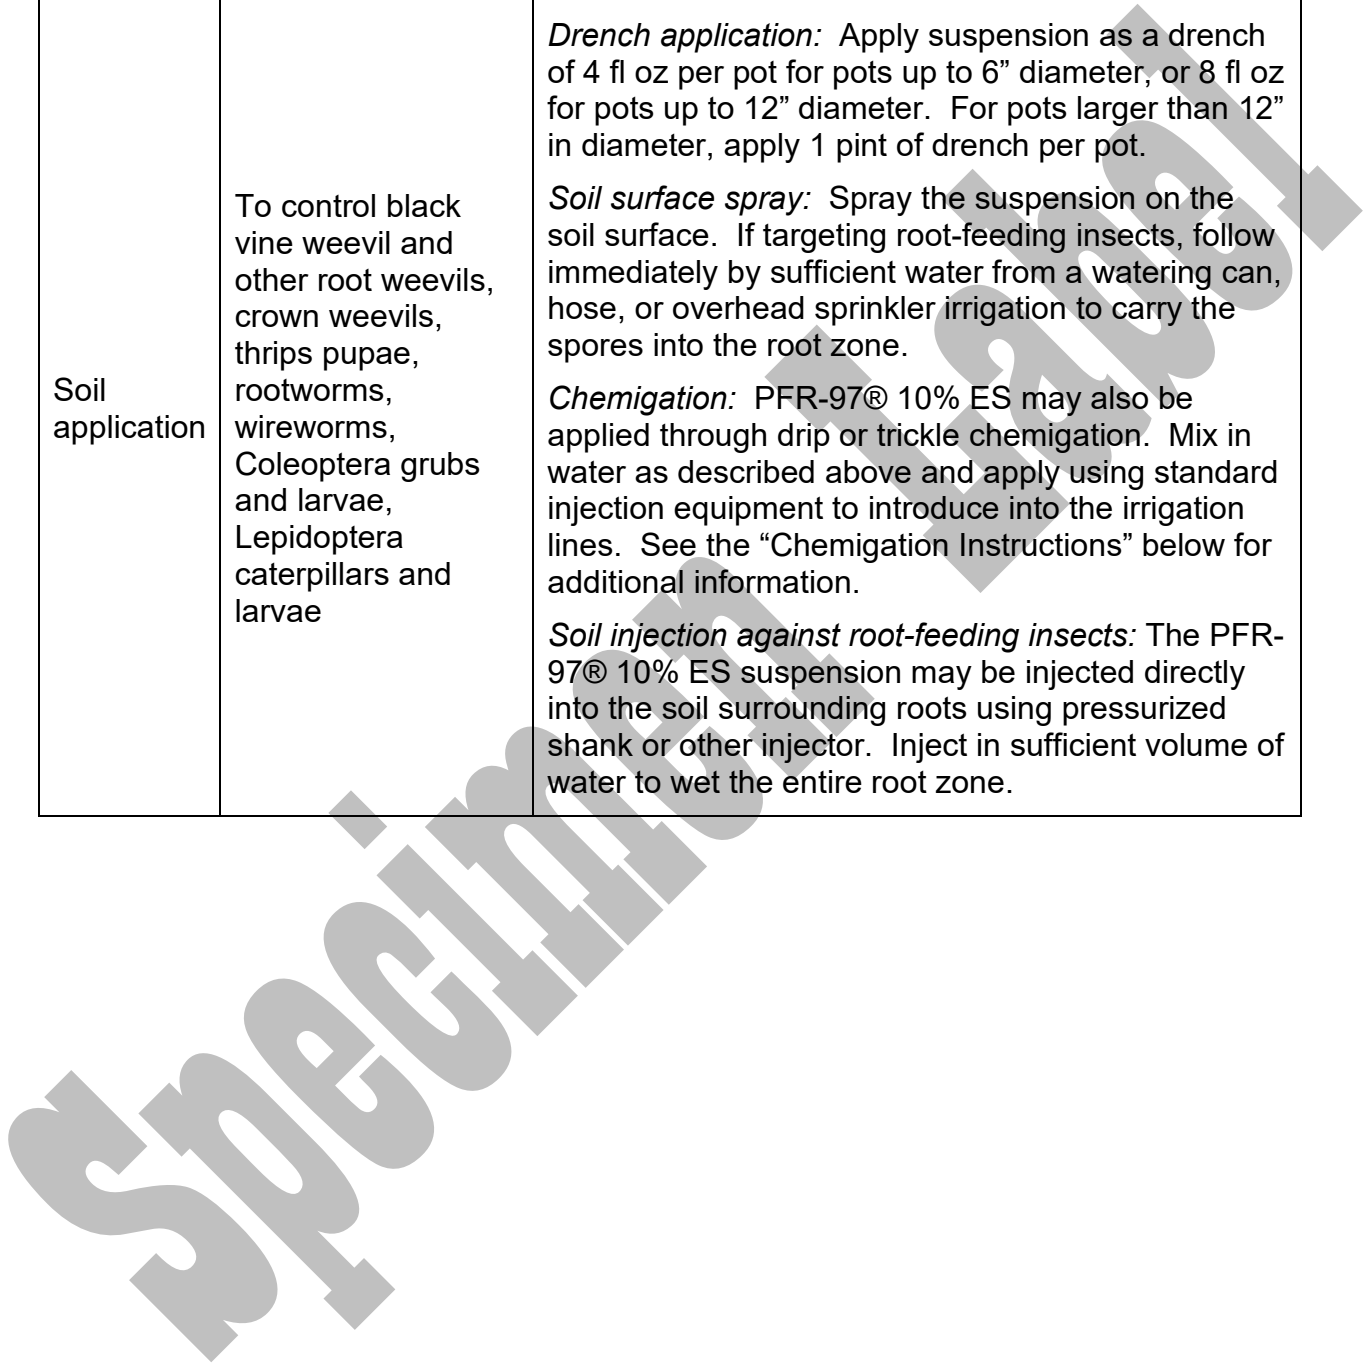 Soil
application
To control black
vine weevil and
other root weevils,
crown weevils,
thrips pupae,
rootworms,
wireworms,
Coleoptera grubs
and larvae,
Lepidoptera
caterpillars and
larvae
Drench application:  Apply suspension as a drench
of 4 fl oz per pot for pots up to 6” diameter, or 8 fl oz
for pots up to 12” diameter.  For pots larger than 12”
in diameter, apply 1 pint of drench per pot.
Soil surface spray:  Spray the suspension on the
soil surface.  If targeting root-feeding insects, follow
immediately by sufficient water from a watering can,
hose, or overhead sprinkler irrigation to carry the
spores into the root zone.
Chemigation:  PFR-97® 10% ES may also be
applied through drip or trickle chemigation.  Mix in
water as described above and apply using standard
injection equipment to introduce into the irrigation
lines.  See the “Chemigation Instructions” below for
additional information.
Soil injection against root-feeding insects: The PFR-
97® 10% ES suspension may be injected directly
into the soil surrounding roots using pressurized
shank or other injector.  Inject in sufficient volume of
water to wet the entire root zone.
Specimen Label